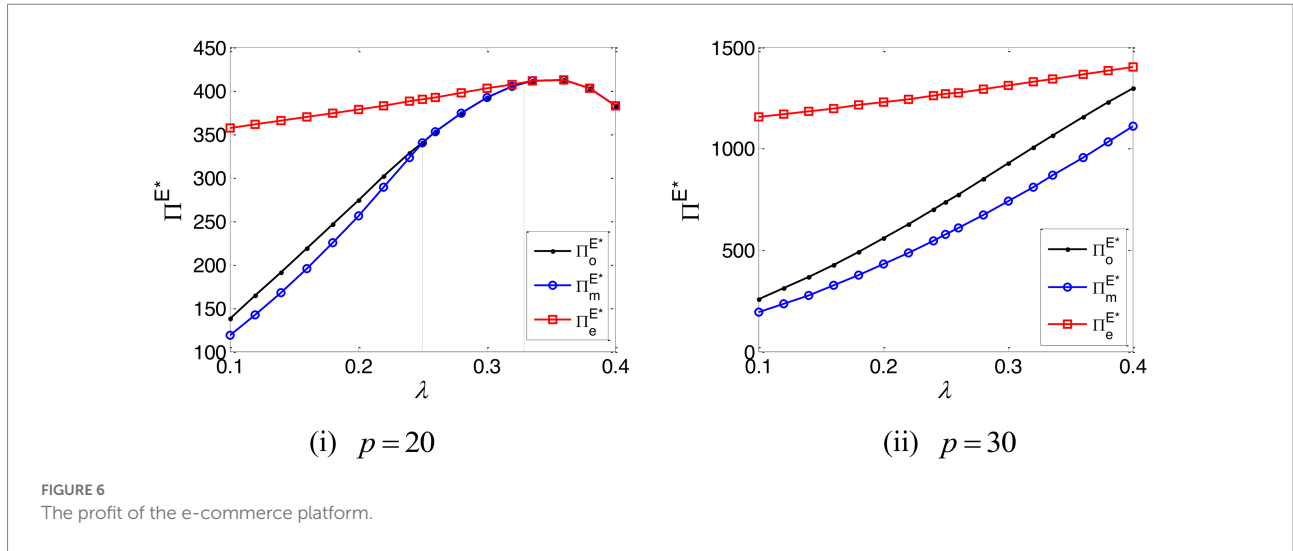 450
400
350
300
250
200
150
100
0.1
0.2
0.3
0.4
Π^E*
λ
Π_o^E*
Π_m^E*
Π_e^E*
(i) p = 20
1500
1000
500
0
0.1
0.2
0.3
0.4
Π^E*
λ
Π_o^E*
Π_m^E*
Π_e^E*
(ii) p = 30
FIGURE 6
The profit of the e-commerce platform.